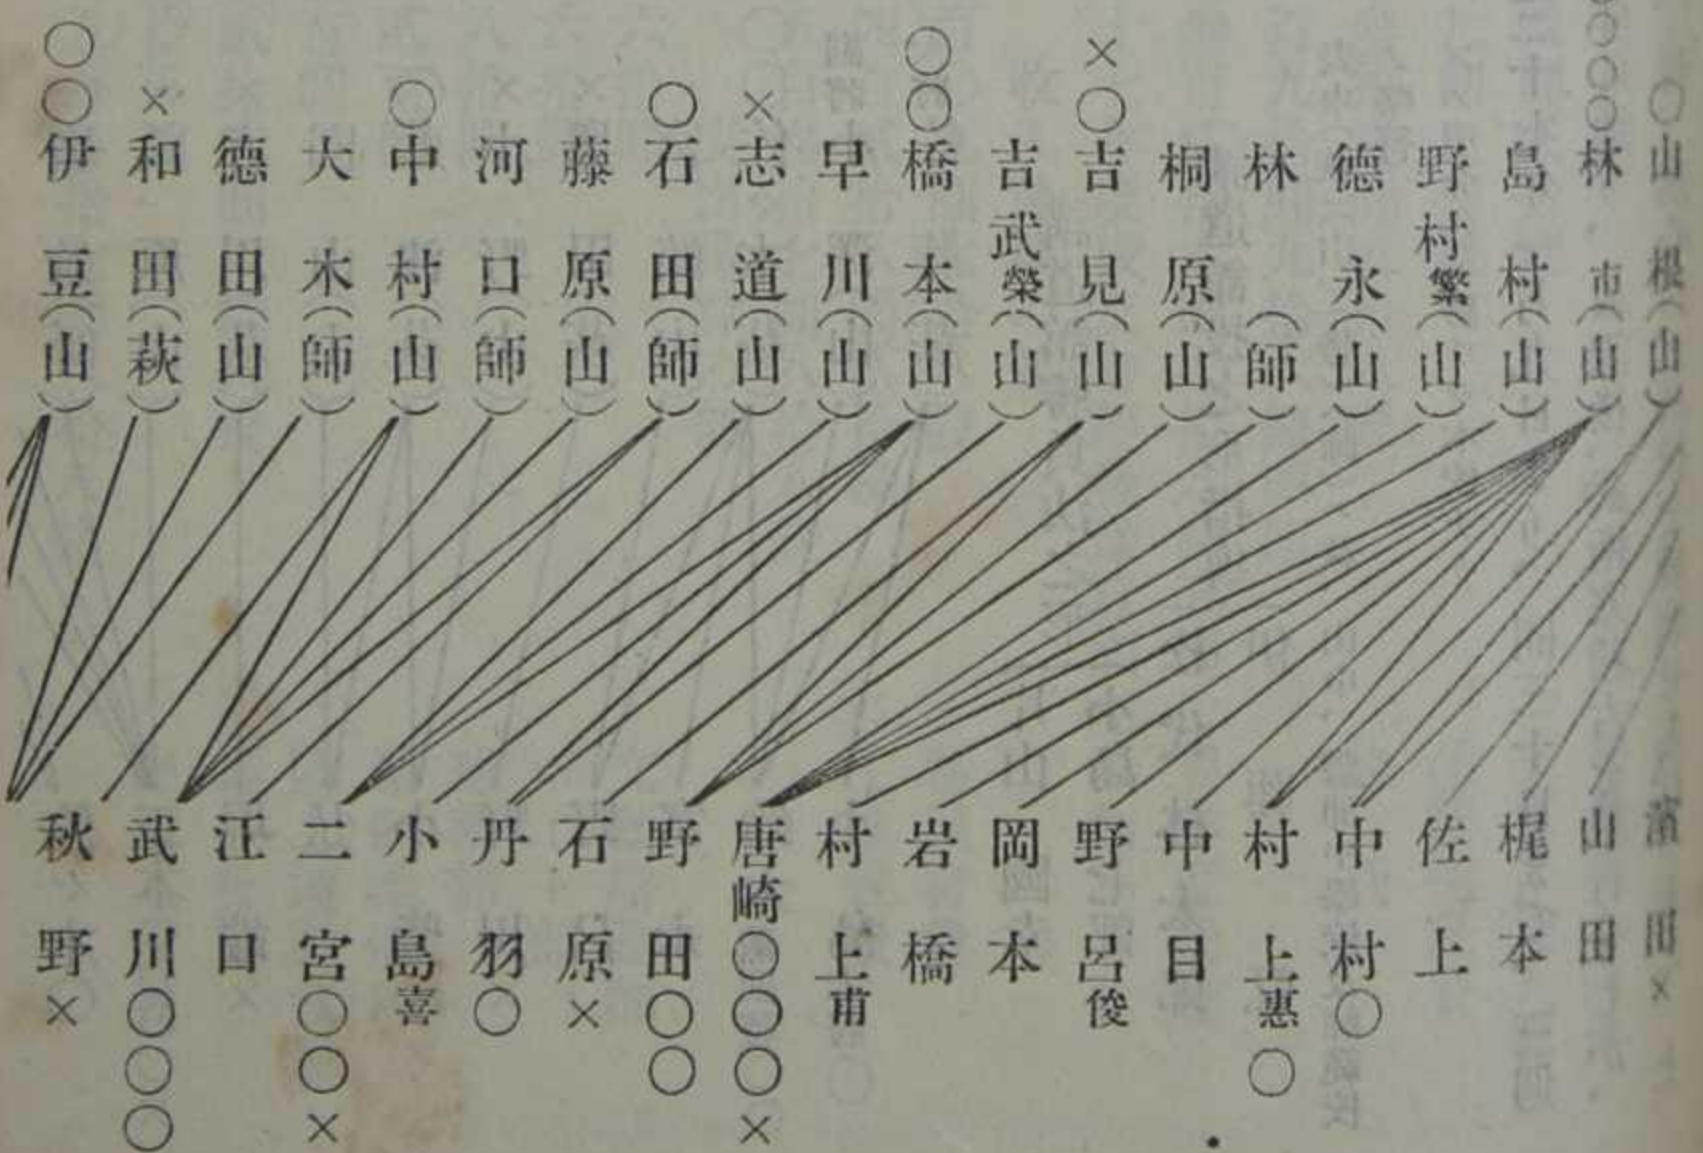 ○山根(山)
○○○○林市(山)
島村(山)
野村繁(山)
德永(山)
林(師)
桐原(山)
×○吉見(山)
吉武榮(山)
○○橋本(山)
早川(山)
×志道(山)
○石田(師)
藤原(山)
河口(師)
○中村(山)
大木(師)
德田(山)
×和田(萩)
○○伊豆(山)
濱田×
山田
梶本
佐上
中村○
村上惠○
中目
野呂俊
岡本
岩橋
村上甫
唐崎○○○×
野田○○
石原×
丹羽○
小島喜
二宮○○×
江口
武川○○○
秋野×